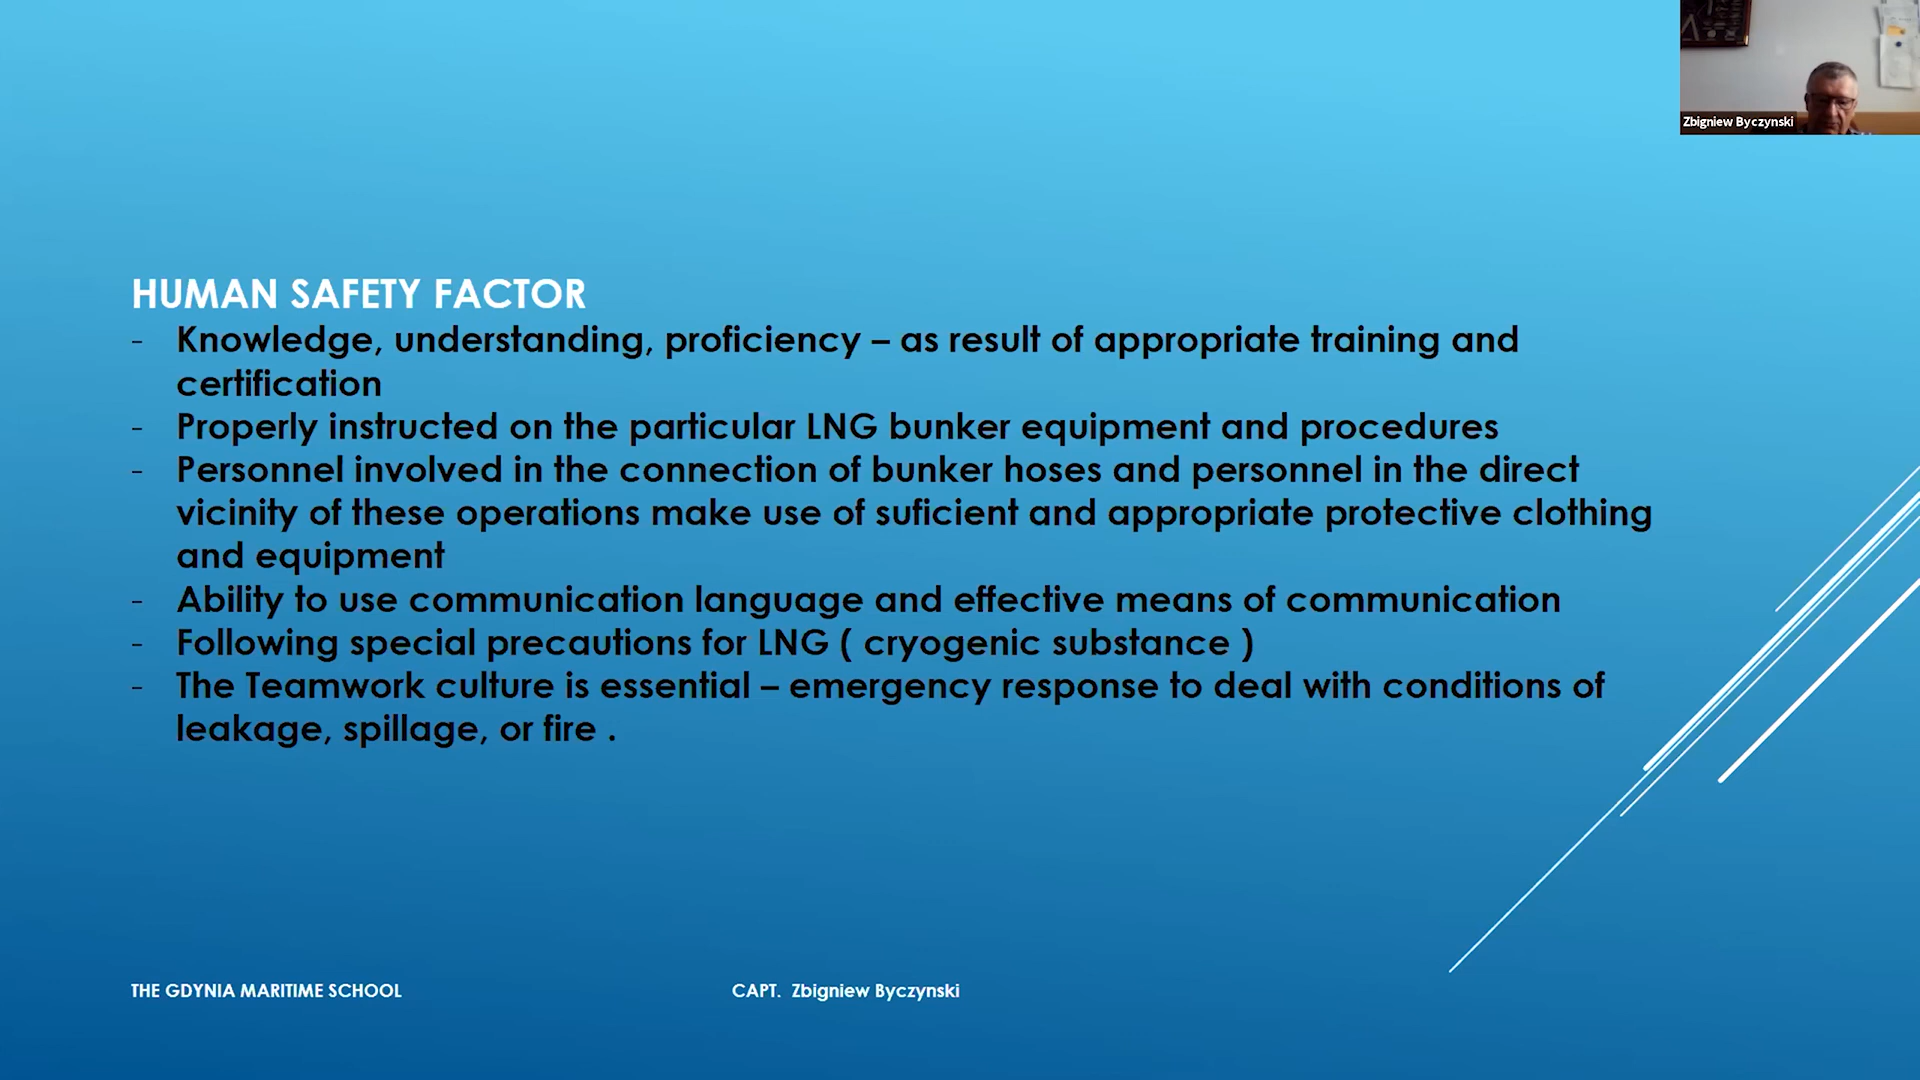 Zbigniew Byczynski
HUMAN SAFETY FACTOR
- Knowledge, understanding, proficiency – as result of appropriate training and
certification
- Properly instructed on the particular LNG bunker equipment and procedures
- Personnel involved in the connection of bunker hoses and personnel in the direct
vicinity of these operations make use of suficient and appropriate protective clothing
and equipment
- Ability to use communication language and effective means of communication
- Following special precautions for LNG ( cryogenic substance )
- The Teamwork culture is essential – emergency response to deal with conditions of
leakage, spillage, or fire .
THE GDYNIA MARITIME SCHOOL
CAPT. Zbigniew Byczynski